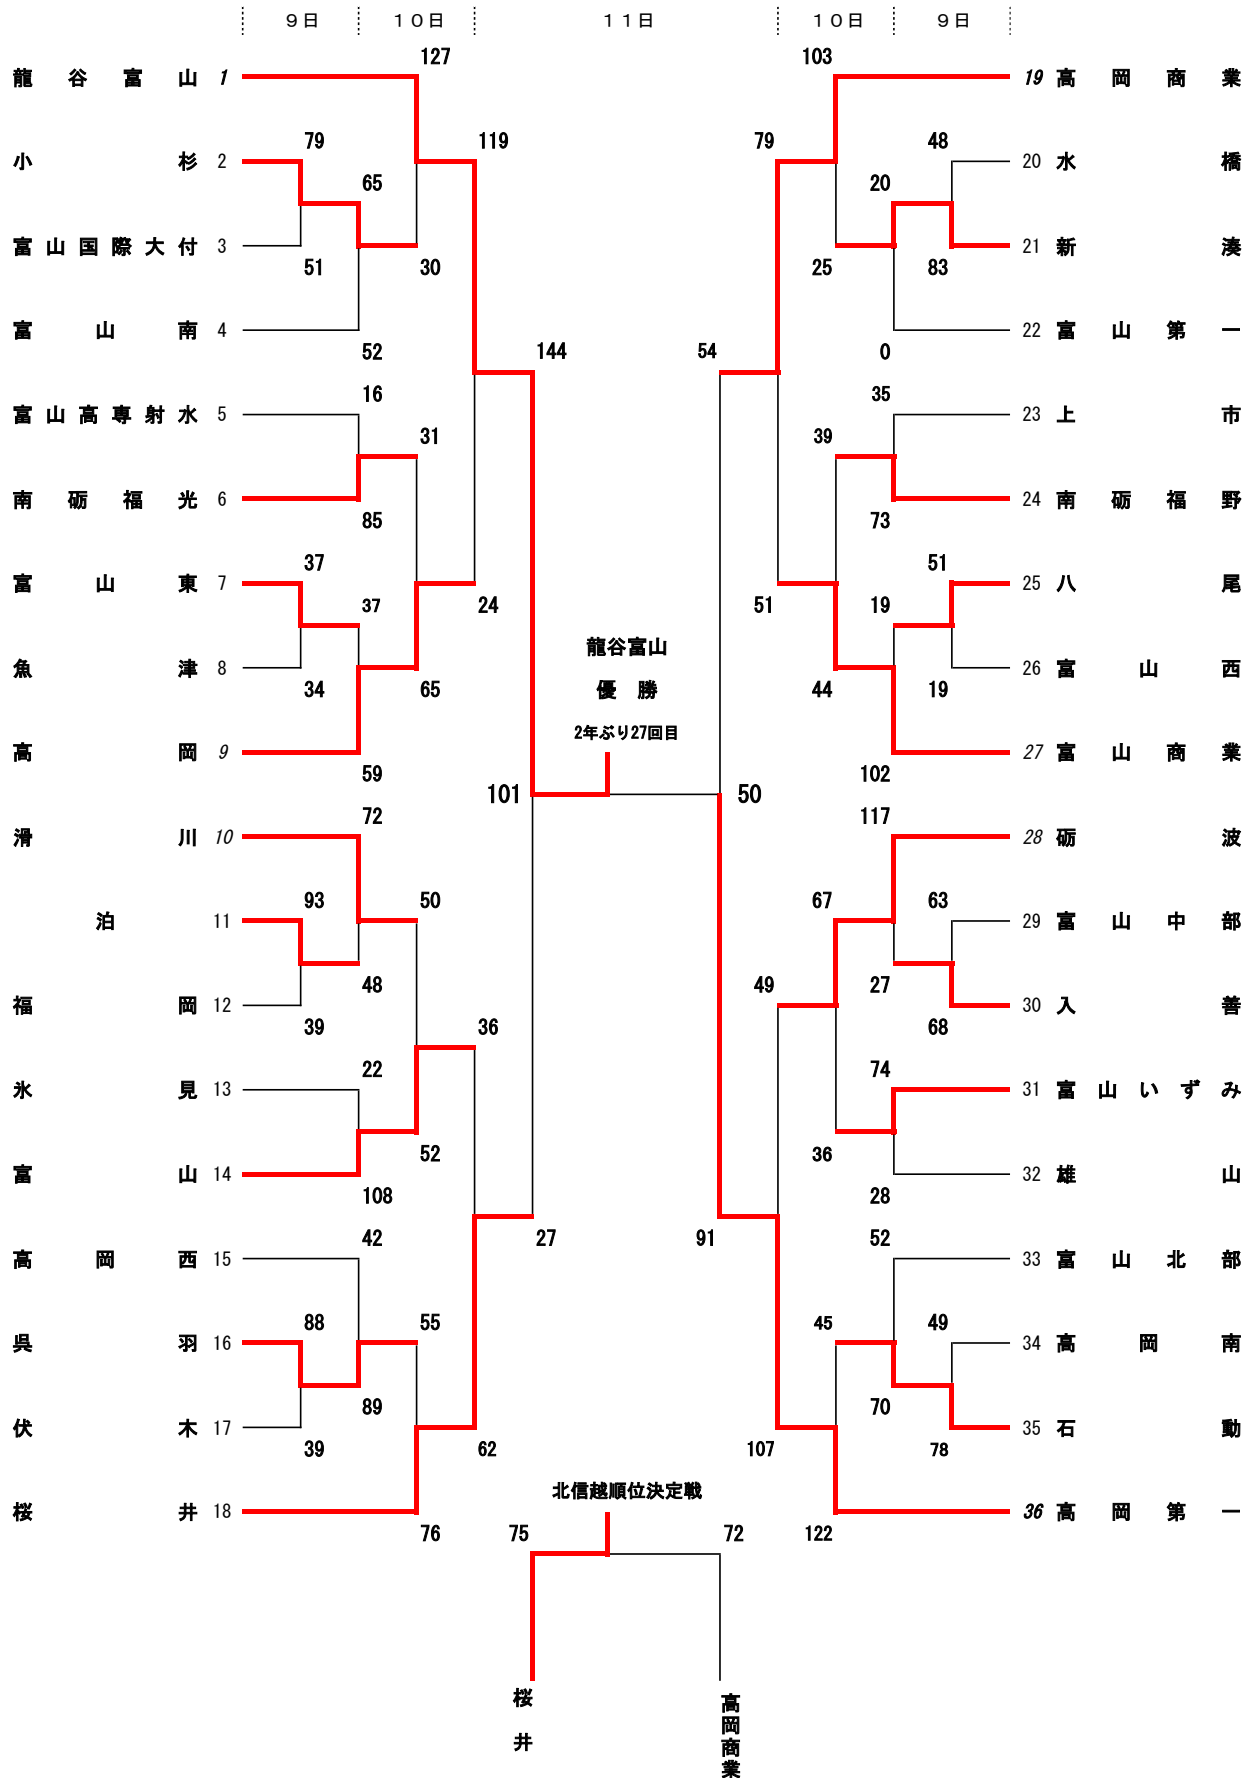 9日 10日 11日 10日 9日
127 103
龍谷富山 1 19 高岡商業
79 119 79 48
小杉 2 20 水橋
65 20
富山国際大付 3 21 新湊
51 30 25 83
富山南 4 22 富山第一
52 144 54 0
16 35
富山高専射水 5 23 上市
31 39
南砺福光 6 24 南砺福野
85 73
37 51
富山東 7 25 八尾
37 24 51 19
龍谷富山
魚津 8 26 富山西
34 65 優勝 44 19
2年ぶり27回目
高岡 9 27 富山商業
59 102
101 50
72 117
滑川 10 28 砺波
93 50 67 63
泊 11 29 富山中部
48 49 27
福岡 12 30 入善
39 36 68
22 74
氷見 13 31 富山いずみ
52 36
富山 14 32 雄山
108 28
42 27 91 52
高岡西 15 33 富山北部
88 55 45 49
呉羽 16 34 高岡南
89 70
伏木 17 35 石動
39 62 107 78
北信越順位決定戦
桜井 18 36 高岡第一
76 75 72 122
桜井
高岡商業